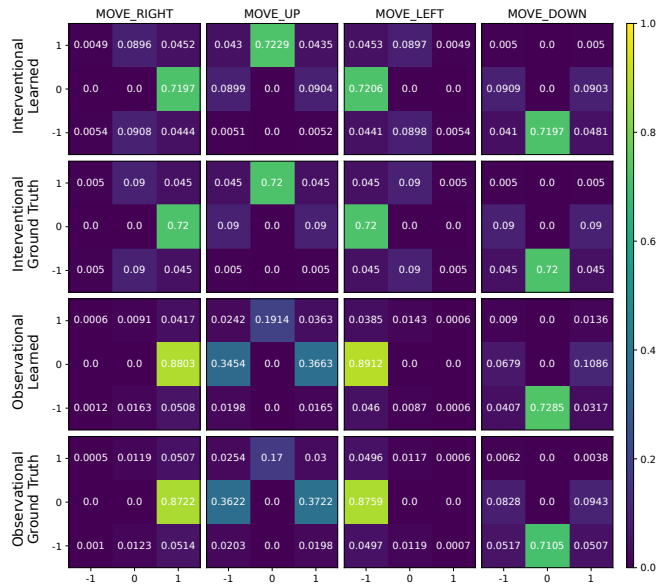 MOVE_RIGHT MOVE_UP MOVE_LEFT MOVE_DOWN
Interventional
Learned
1 0.0049 0.0896 0.0452 0.043 0.7229 0.0435 0.0453 0.0897 0.0049 0.005 0.0 0.005 1.0
0 0.0 0.0 0.7197 0.0899 0.0 0.0904 0.7206 0.0 0.0 0.0909 0.0 0.0903
-1 0.0054 0.0908 0.0444 0.0051 0.0 0.0052 0.0441 0.0898 0.0054 0.041 0.7197 0.0481 0.8
Interventional
Ground Truth
1 0.005 0.09 0.045 0.045 0.72 0.045 0.045 0.09 0.005 0.005 0.0 0.005
0 0.0 0.0 0.72 0.09 0.0 0.09 0.72 0.0 0.0 0.09 0.0 0.09 0.6
-1 0.005 0.09 0.045 0.005 0.0 0.005 0.045 0.09 0.005 0.045 0.72 0.045
Observational
Learned
1 0.0006 0.0091 0.0417 0.0242 0.1914 0.0363 0.0385 0.0143 0.0006 0.009 0.0 0.0136
0 0.0 0.0 0.8803 0.3454 0.0 0.3663 0.8912 0.0 0.0 0.0679 0.0 0.1086 0.4
-1 0.0012 0.0163 0.0508 0.0198 0.0 0.0165 0.046 0.0087 0.0006 0.0407 0.7285 0.0317
Observational
Ground Truth
1 0.0005 0.0119 0.0507 0.0254 0.17 0.03 0.0496 0.0117 0.0006 0.0062 0.0 0.0038 0.2
0 0.0 0.0 0.8722 0.3622 0.0 0.3722 0.8759 0.0 0.0 0.0828 0.0 0.0943
-1 0.001 0.0123 0.0514 0.0203 0.0 0.0198 0.0497 0.0119 0.0007 0.0517 0.7105 0.0507 0.0
-1 0 1 -1 0 1 -1 0 1 -1 0 1